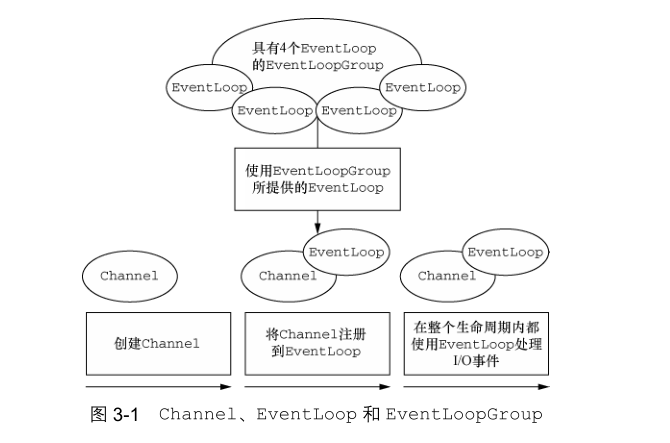 具有4个EventLoop
的EventLoopGroup
EventLoop
EventLoop
EventLoop
EventLoop
使用EventLoopGroup
所提供的EventLoop
Channel
Channel
EventLoop
Channel
EventLoop
创建Channel
将Channel注册
到EventLoop
在整个生命周期内都
使用EventLoop处理
I/O事件
图 3-1 Channel、EventLoop 和 EventLoopGroup